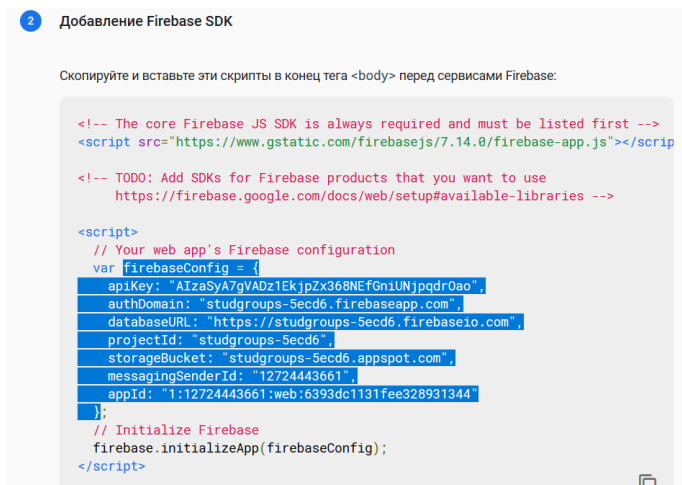 2 Добавление Firebase SDK
Скопируйте и вставьте эти скрипты в конец тега <body> перед сервисами Firebase:
<!-- The core Firebase JS SDK is always required and must be listed first -->
<script src="https://www.gstatic.com/firebasejs/7.14.0/firebase-app.js"></scrip
<!-- TODO: Add SDKs for Firebase products that you want to use
https://firebase.google.com/docs/web/setup#available-libraries -->
<script>
// Your web app's Firebase configuration
var firebaseConfig = {
apiKey: "AIzaSyA7gVADz1EkjpZx368NEfGniUNjpqdrOao",
authDomain: "studgroups-5ecd6.firebaseapp.com",
databaseURL: "https://studgroups-5ecd6.firebaseio.com",
projectId: "studgroups-5ecd6",
storageBucket: "studgroups-5ecd6.appspot.com",
messagingSenderId: "12724443661",
appId: "1:12724443661:web:6393dc1131fee328931344"
};
// Initialize Firebase
firebase.initializeApp(firebaseConfig);
</script>